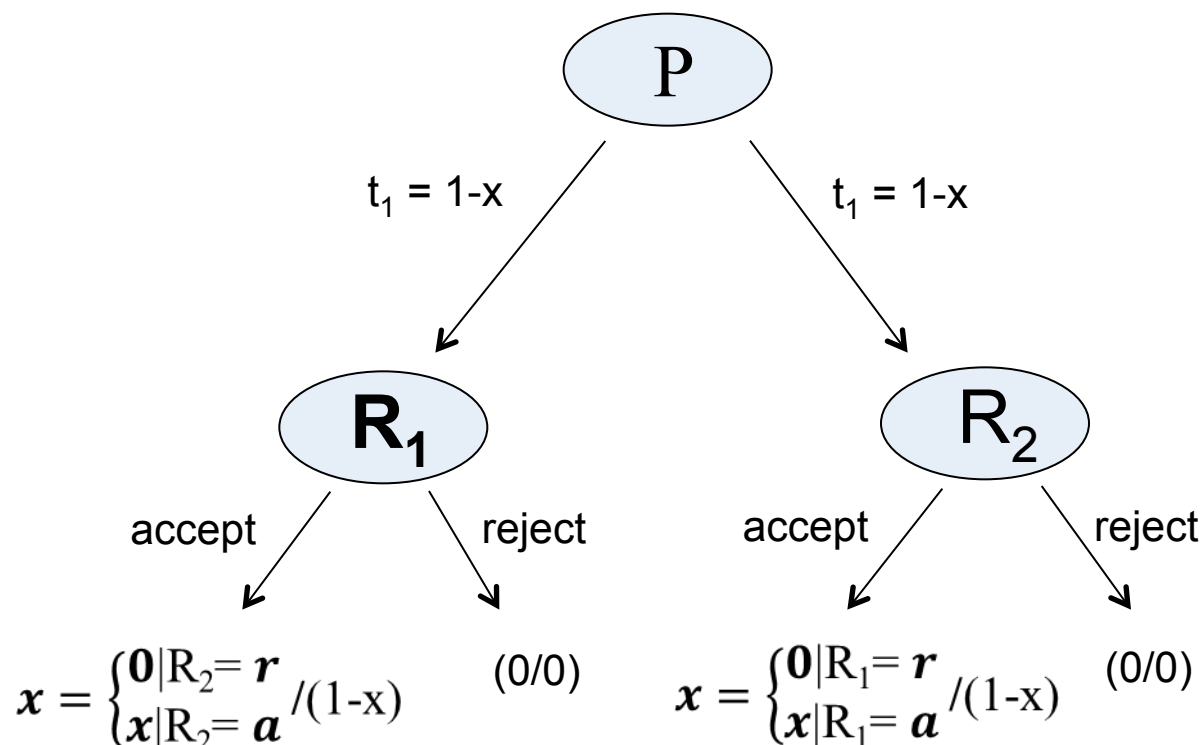 P
t₁ = 1-x
t₁ = 1-x
R₁
R₂
accept
reject
accept
reject
x = {0|R₂= r
x|R₂= a /(1-x)
(0/0)
x = {0|R₁= r
x|R₁= a /(1-x)
(0/0)